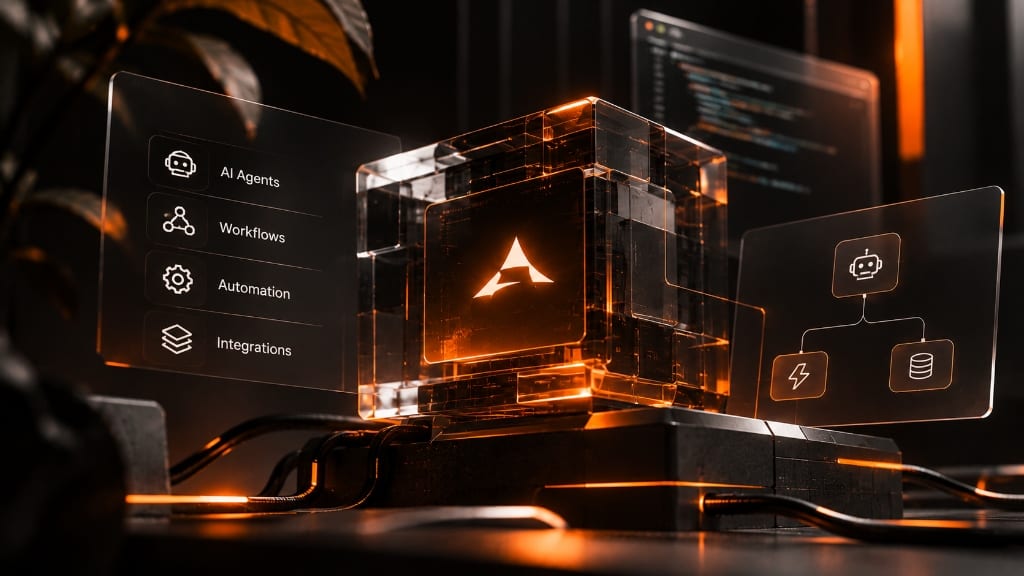 AI Agents
Workflows
Automation
Integrations